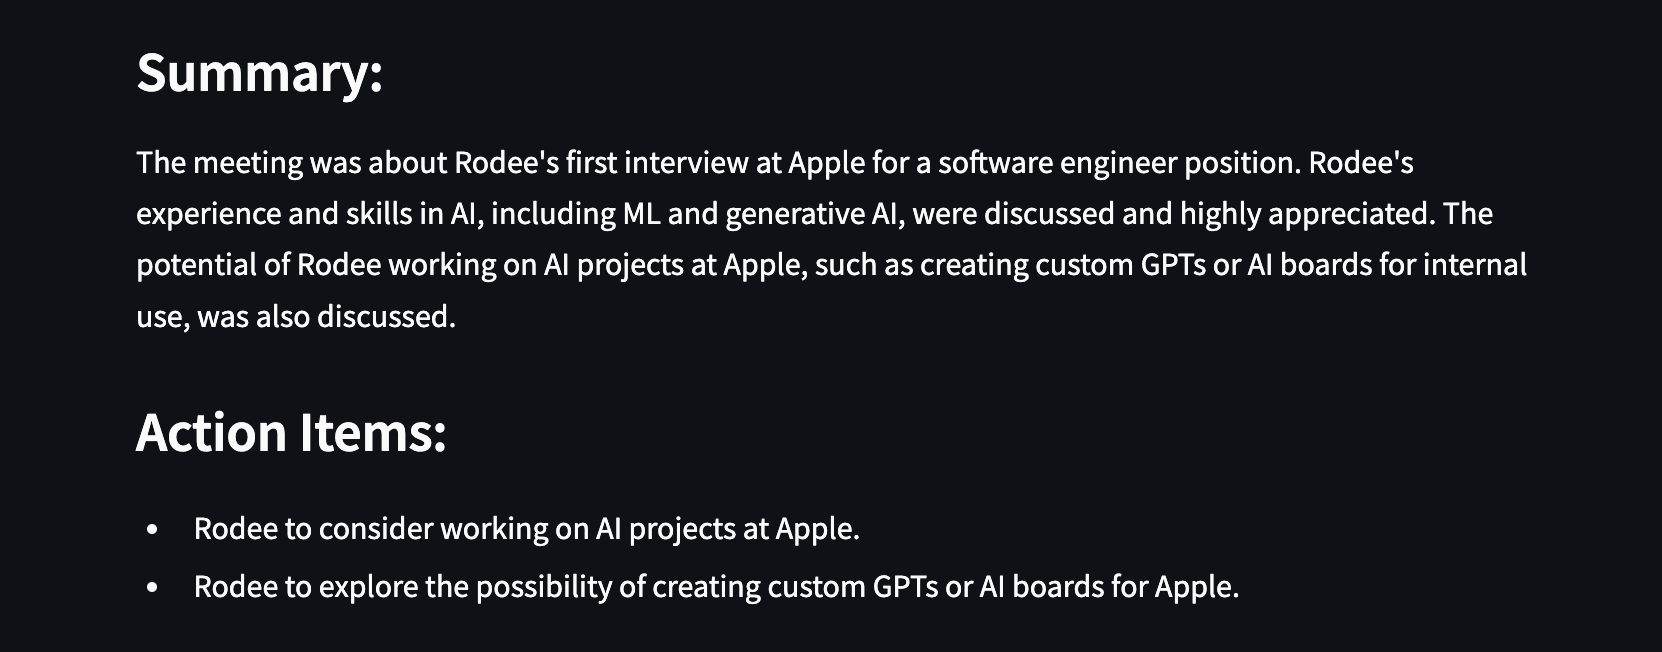 Summary:
The meeting was about Rodee's first interview at Apple for a software engineer position. Rodee's
experience and skills in AI, including ML and generative AI, were discussed and highly appreciated. The
potential of Rodee working on AI projects at Apple, such as creating custom GPTs or AI boards for internal
use, was also discussed.
Action Items:
• Rodee to consider working on AI projects at Apple.
• Rodee to explore the possibility of creating custom GPTs or AI boards for Apple.